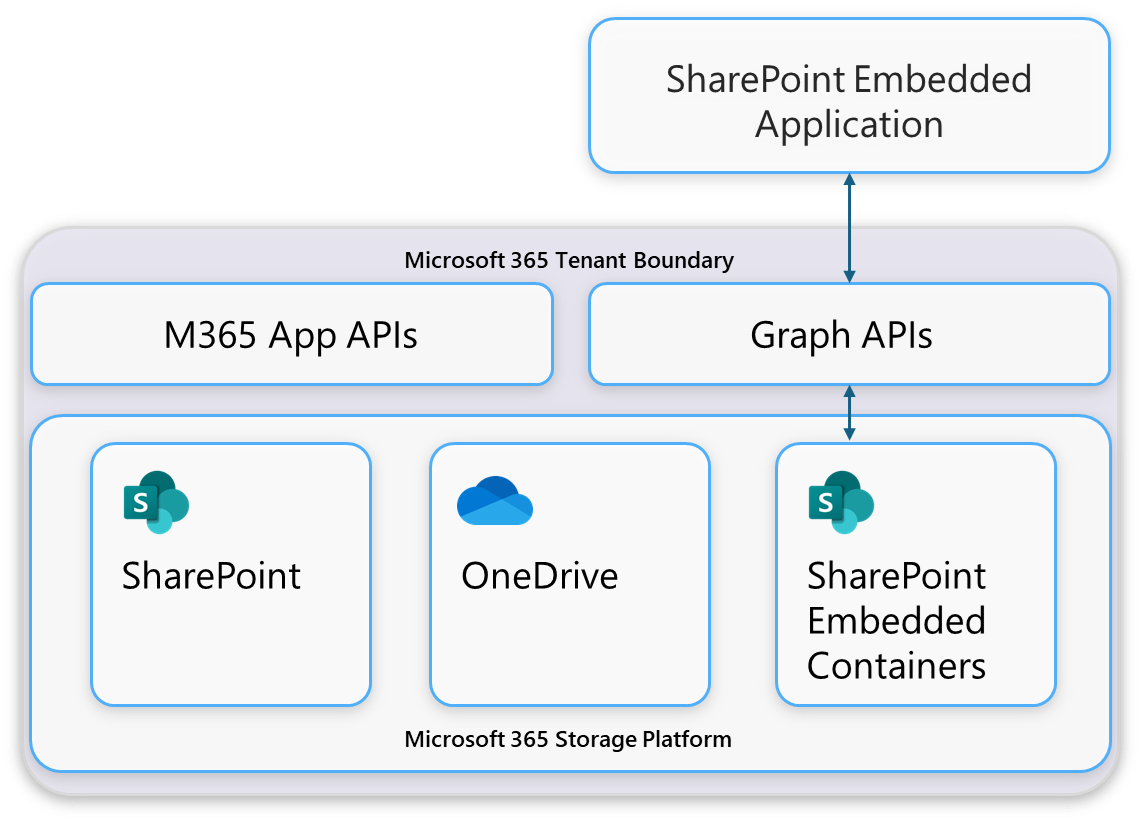 SharePoint Embedded
Application
Microsoft 365 Tenant Boundary
M365 App APIs
Graph APIs
S
SharePoint
OneDrive
S
SharePoint
Embedded
Containers
Microsoft 365 Storage Platform